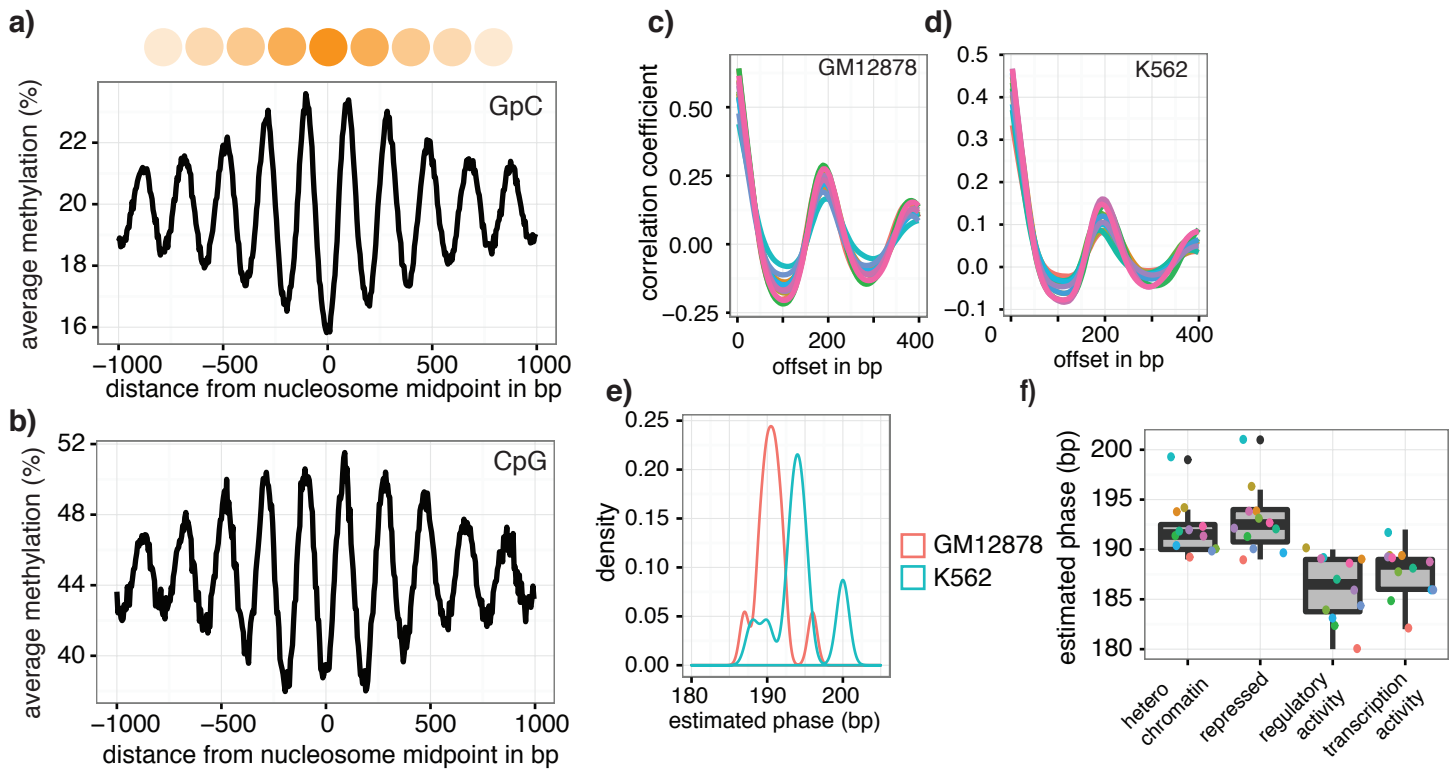 a)
GpC
average methylation (%)
22
20
18
16
−1000
−500
0
500
1000
distance from nucleosome midpoint in bp
b)
CpG
average methylation (%)
52
48
44
40
−1000
−500
0
500
1000
distance from nucleosome midpoint in bp
c)
GM12878
correlation coefficient
0.50
0.25
0.00
−0.25
0
200
400
offset in bp
d)
K562
0.5
0.4
0.3
0.2
0.1
0.0
−0.1
0
200
400
offset in bp
e)
density
0.25
0.20
0.15
0.10
0.05
0.00
180
190
200
estimated phase (bp)
GM12878
K562
f)
estimated phase (bp)
200
195
190
185
180
hetero
chromatin
repressed
regulatory
activity
transcription
activity